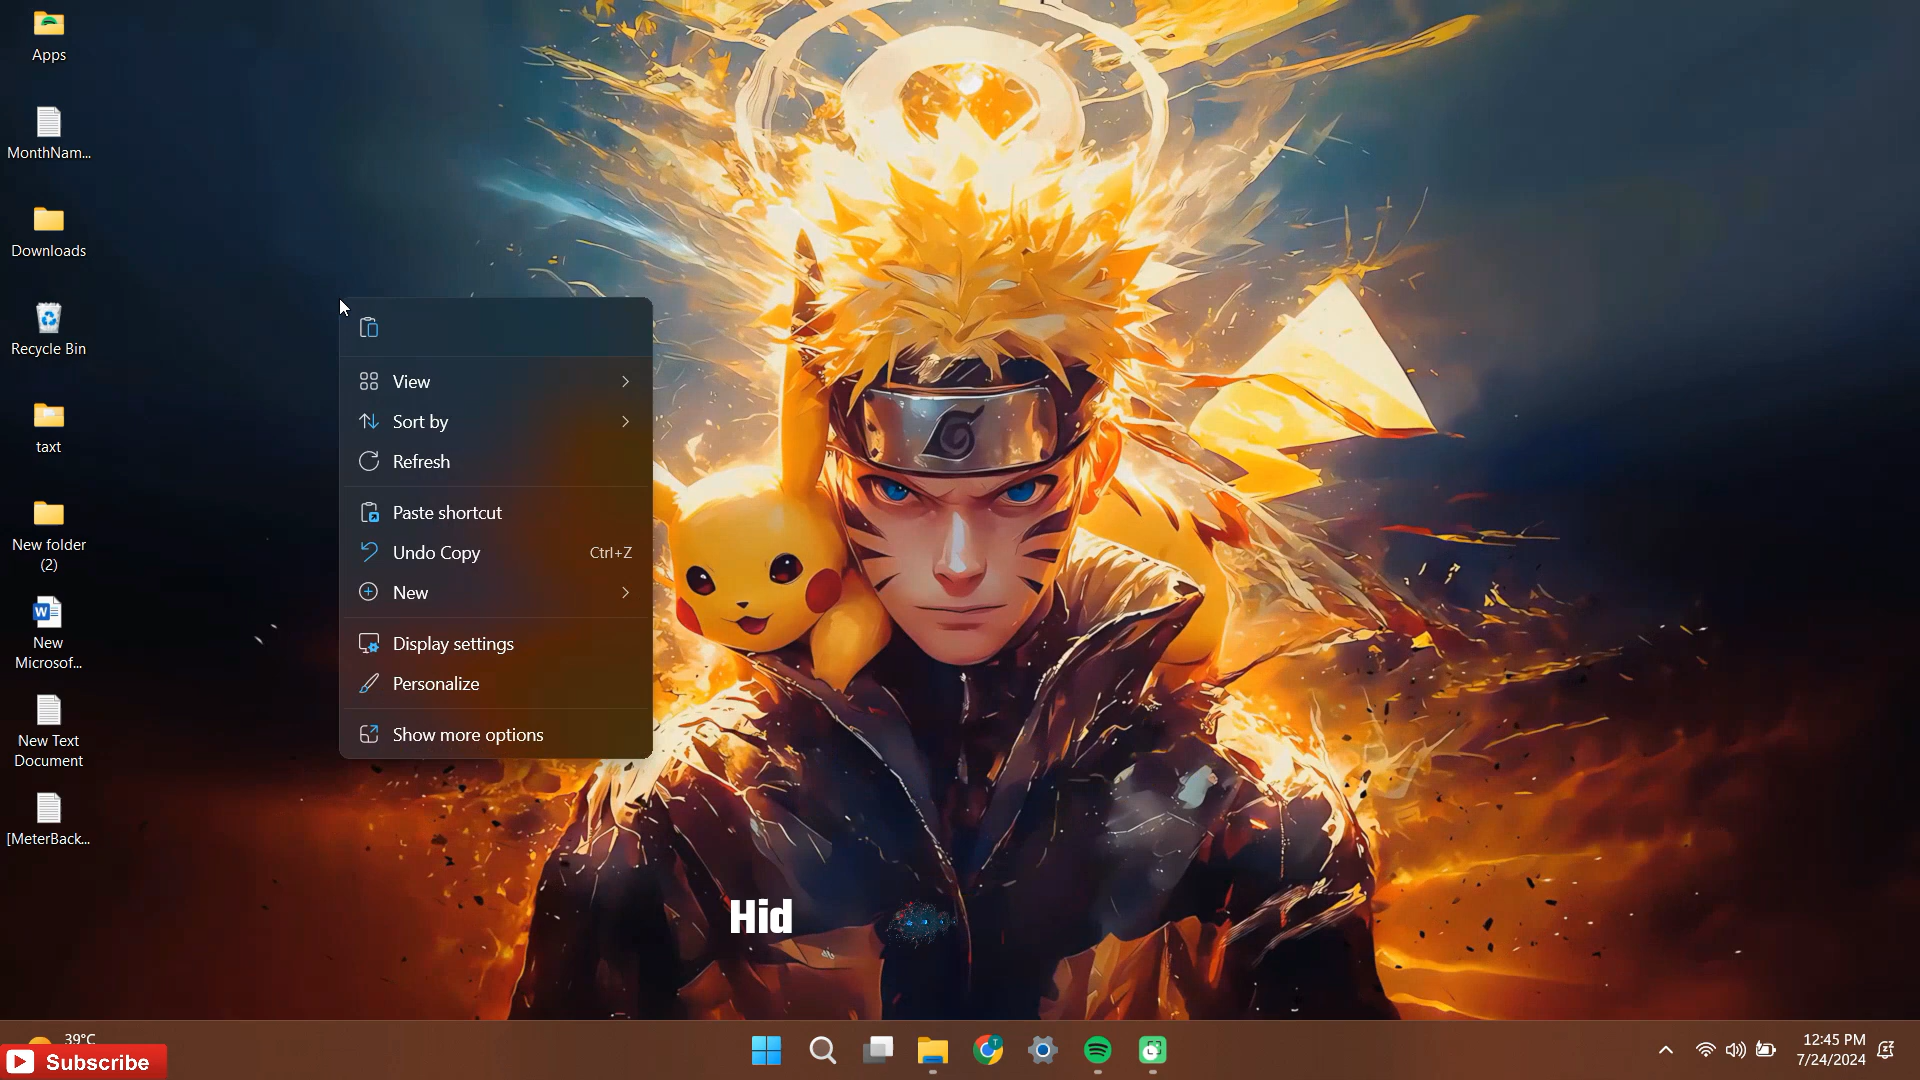 Apps
MonthNam...
Downloads
Recycle Bin
taxt
New folder
(2)
New
Microsof...
New Text
Document
[MeterBack...
View
Sort by
Refresh
Paste shortcut
Undo Copy Ctrl+Z
New
Display settings
Personalize
Show more options
Hid
39°C
Subscribe
12:45 PM
7/24/2024